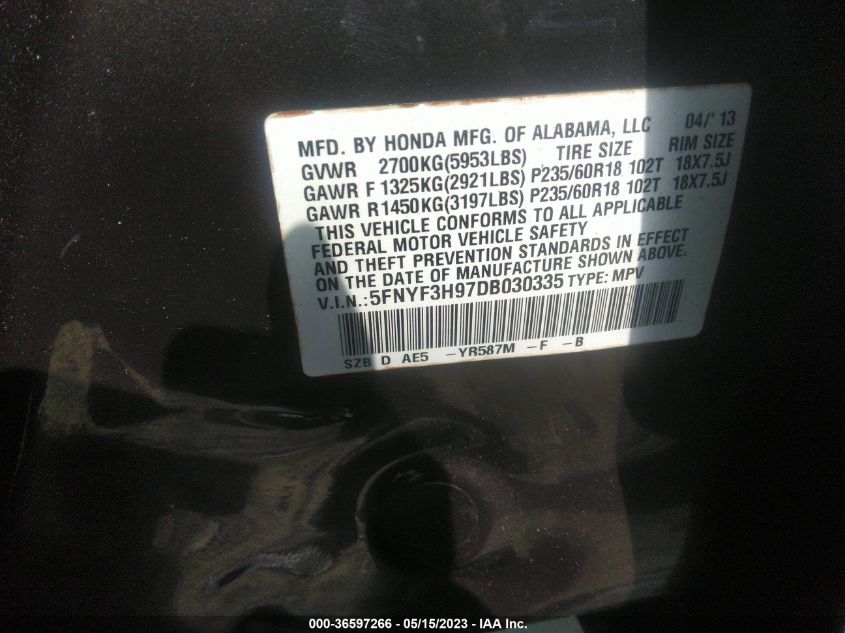 MFD. BY HONDA MFG. OF ALABAMA, LLC 04/'13
GVWR 2700KG(5953LBS) TIRE SIZE RIM SIZE
GAWR F 1325KG(2921LBS) P235/60R18 102T 18X7.5J
GAWR R1450KG(3197LBS) P235/60R18 102T 18X7.5J
THIS VEHICLE CONFORMS TO ALL APPLICABLE
FEDERAL MOTOR VEHICLE SAFETY
AND THEFT PREVENTION STANDARDS IN EFFECT
ON THE DATE OF MANUFACTURE SHOWN ABOVE.
V.I.N.:5FNYF3H97DB030335 TYPE: MPV
SZB D AE5 -YR587M -F -B
000-36597266 - 05/15/2023 - IAA Inc.